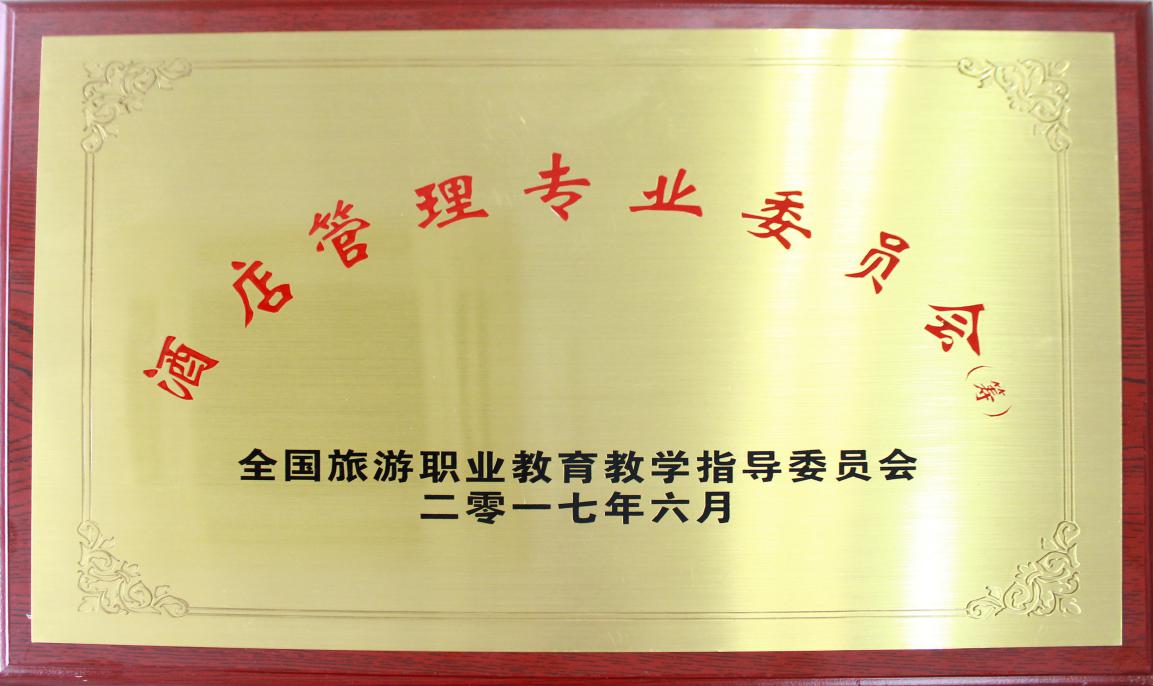 酒店管理专业委员会(筹)
全国旅游职业教育教学指导委员会
二零一七年六月